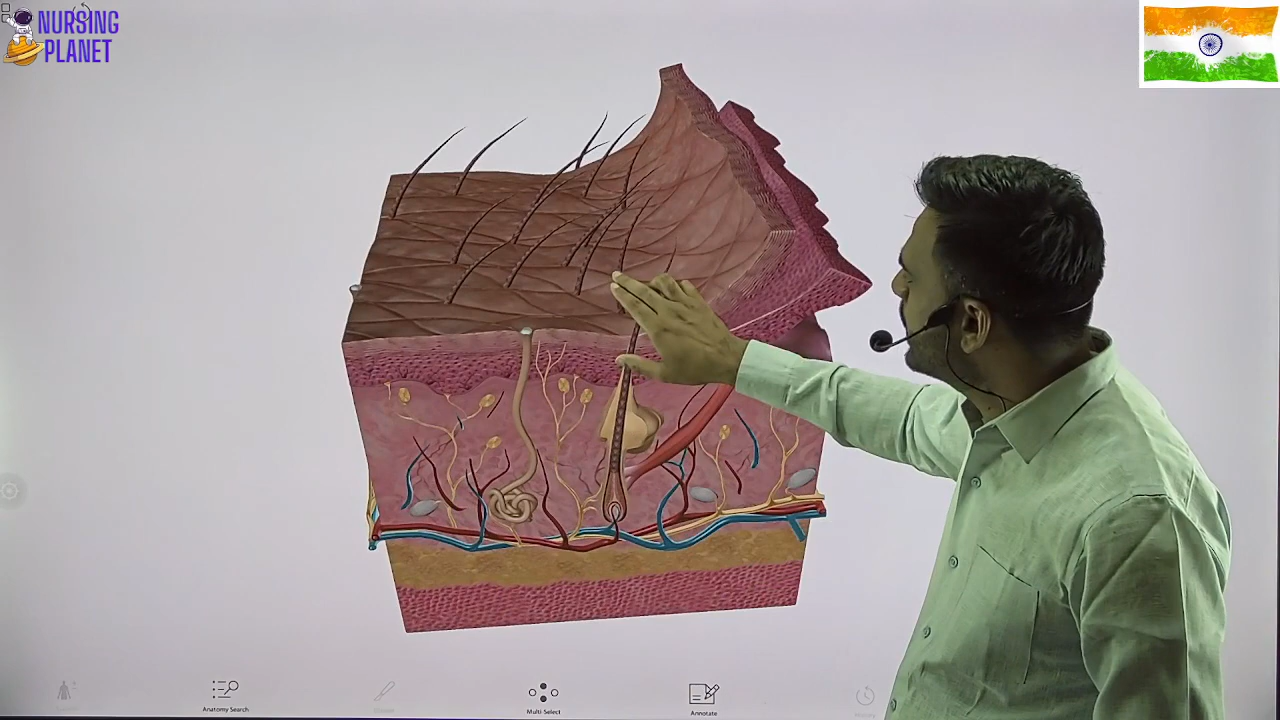 NURSING
PLANET
Anatomy Search
Multi-Select
Annotate